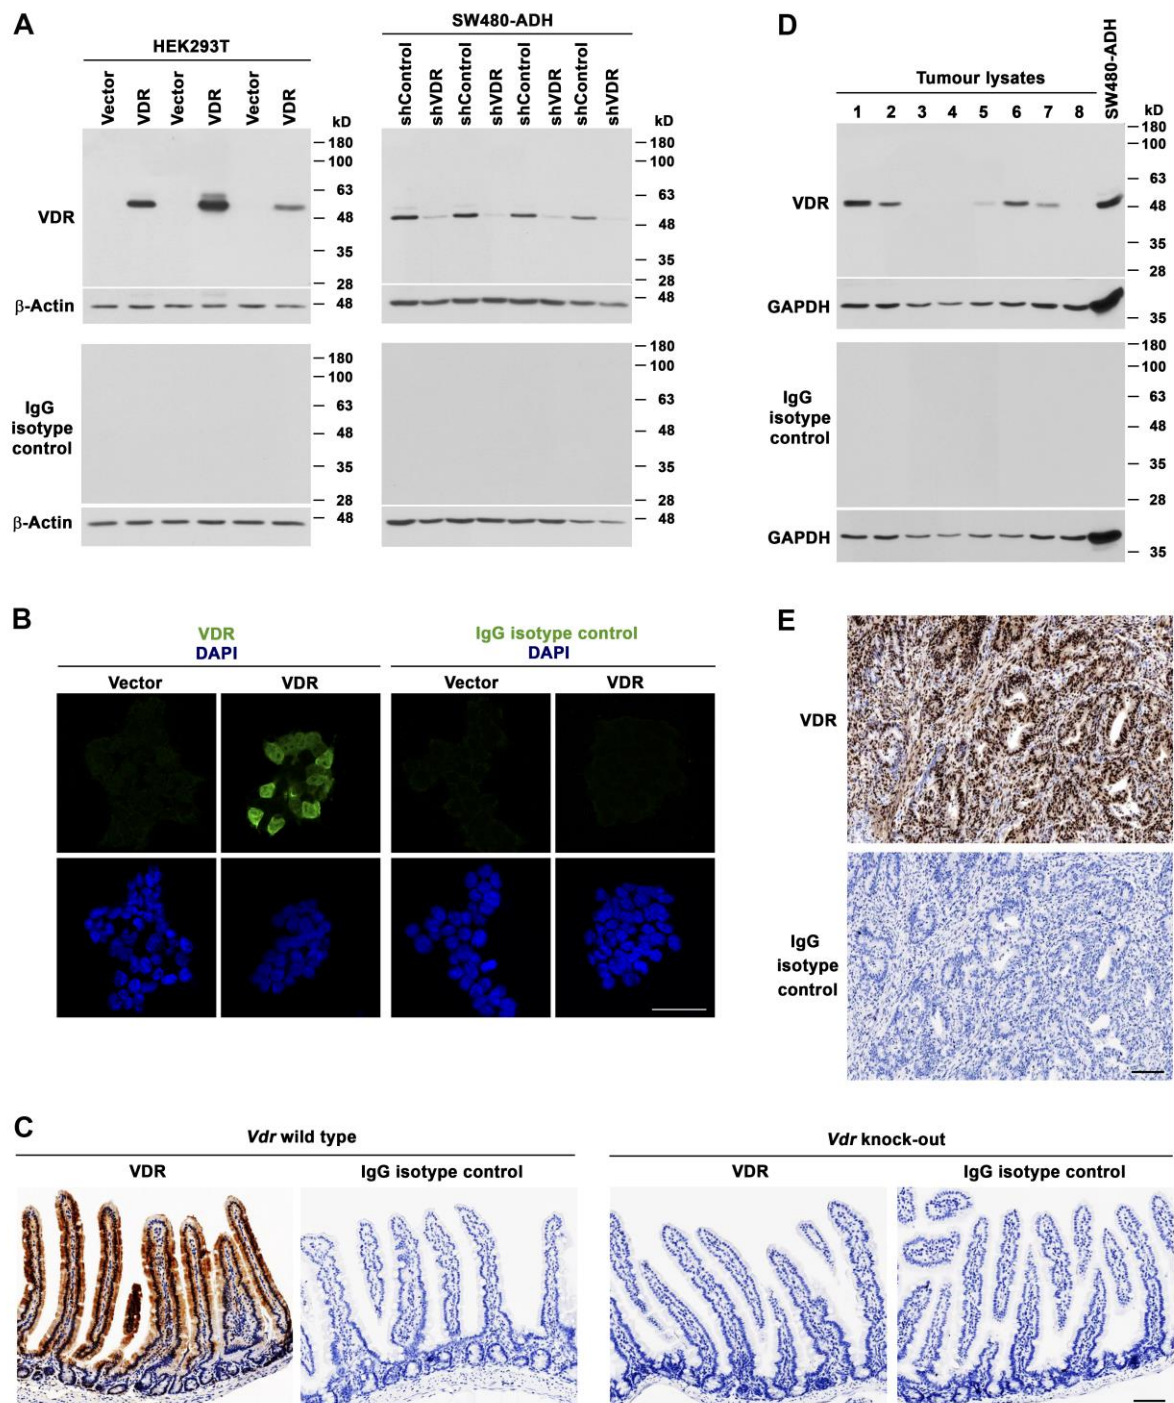 A
HEK293T
Vector
VDR
Vector
VDR
Vector
VDR
kD
180
100
63
48
35
28
48
VDR
β-Actin
180
100
63
48
35
28
48
IgG
isotype
control
β-Actin
SW480-ADH
shControl
shVDR
shControl
shVDR
shControl
shVDR
shControl
shVDR
kD
180
100
63
48
35
28
48
180
100
63
48
35
28
48
D
Tumour lysates
SW480-ADH
1 2 3 4 5 6 7 8
kD
180
100
63
48
35
28
35
VDR
GAPDH
180
100
63
48
35
28
35
IgG
isotype
control
GAPDH
B
VDR
DAPI
IgG isotype control
DAPI
Vector
VDR
Vector
VDR
E
VDR
IgG
isotype
control
C
Vdr wild type
Vdr knock-out
VDR
IgG isotype control
VDR
IgG isotype control